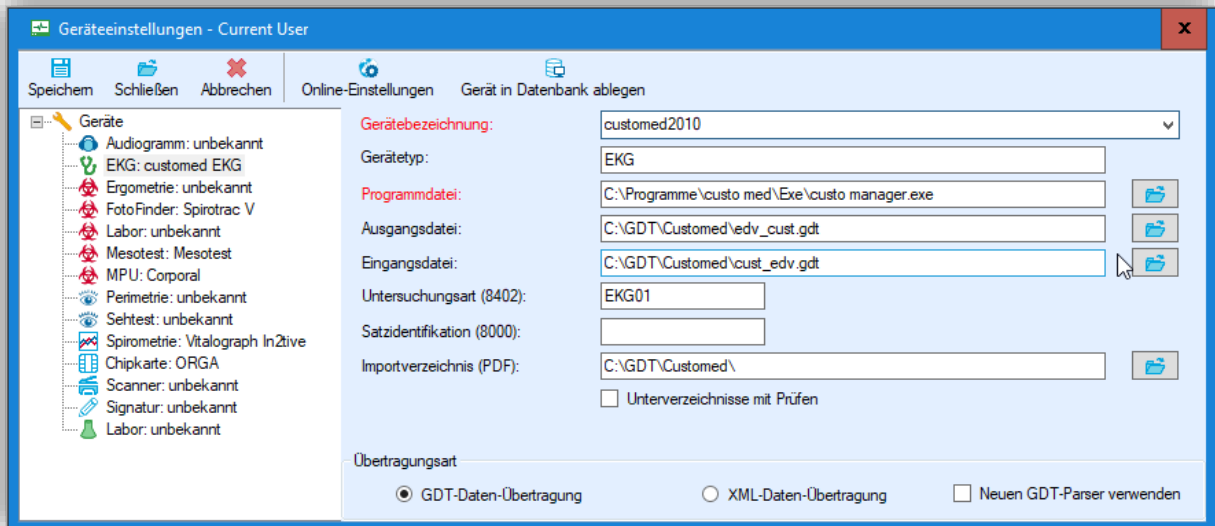 Geräteeinstellungen - Current User
x
Speichern Schließen Abbrechen Online-Einstellungen Gerät in Datenbank ablegen
Geräte
Audiogramm: unbekannt
EKG: customed EKG
Ergometrie: unbekannt
FotoFinder: Spirotrac V
Labor: unbekannt
Mesotest: Mesotest
MPU: Corporal
Perimetrie: unbekannt
Sehtest: unbekannt
Spirometrie: Vitalograph In2tive
Chipkarte: ORGA
Scanner: unbekannt
Signatur: unbekannt
Labor: unbekannt
Gerätebezeichnung: customed2010
Gerätetyp: EKG
Programmdatei: C:\Programme\custo med\Exe\custo manager.exe
Ausgangsdatei: C:\GDT\Customed\edv_cust.gdt
Eingangsdatei: C:\GDT\Customed\cust_edv.gdt
Untersuchungsart (8402): EKG01
Satzidentifikation (8000):
Importverzeichnis (PDF): C:\GDT\Customed\
Unterverzeichnisse mit Prüfen
Übertragungsart
GDT-Daten-Übertragung XML-Daten-Übertragung Neuen GDT-Parser verwenden